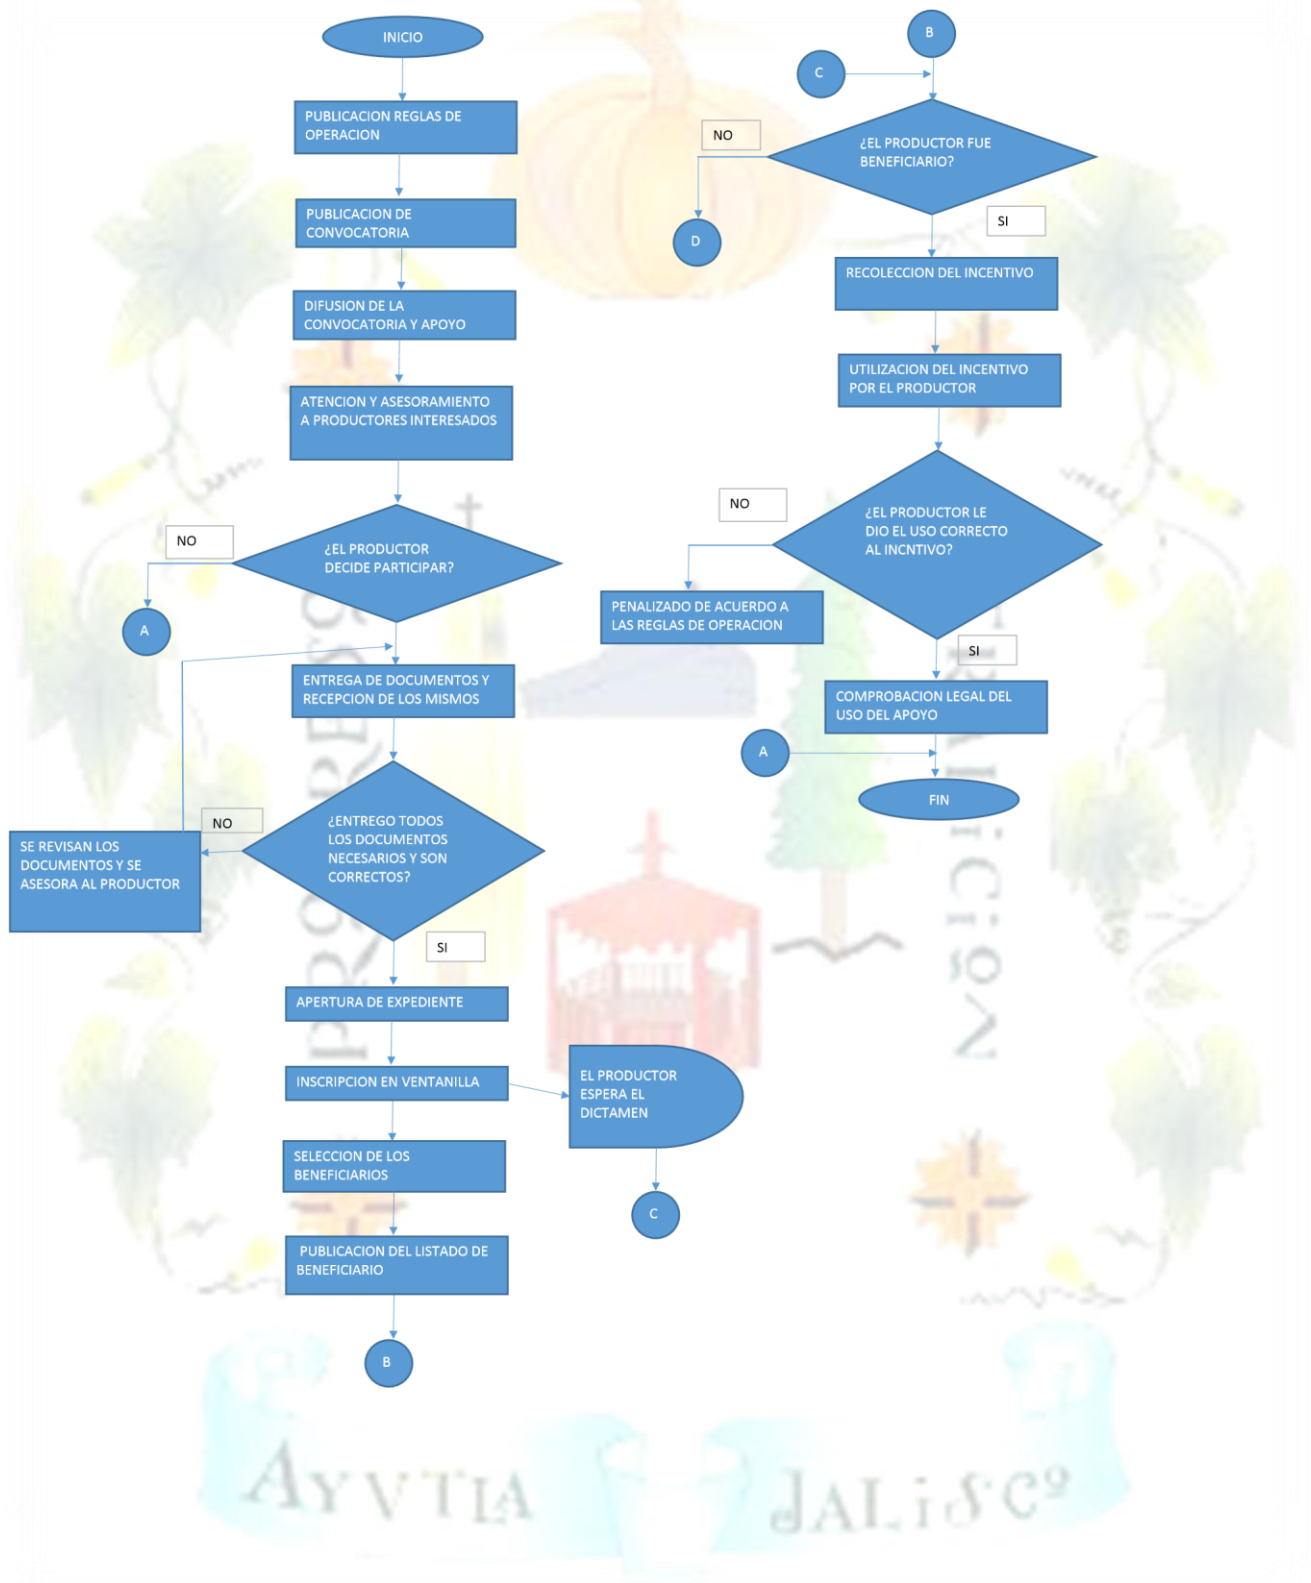 INICIO
PUBLICACION REGLAS DE
OPERACION
PUBLICACION DE
CONVOCATORIA
DIFUSION DE LA
CONVOCATORIA Y APOYO
ATENCION Y ASESORAMIENTO
A PRODUCTORES INTERESADOS
¿EL PRODUCTOR
DECIDE PARTICIPAR?
NO
A
ENTREGA DE DOCUMENTOS Y
RECEPCION DE LOS MISMOS
¿ENTREGO TODOS
LOS DOCUMENTOS
NECESARIOS Y SON
CORRECTOS?
NO
SE REVISAN LOS
DOCUMENTOS Y SE
ASESORA AL PRODUCTOR
SI
APERTURA DE EXPEDIENTE
INSCRIPCION EN VENTANILLA
EL PRODUCTOR
ESPERA EL
DICTAMEN
C
SELECCION DE LOS
BENEFICIARIOS
PUBLICACION DEL LISTADO DE
BENEFICIARIO
B
B
C
¿EL PRODUCTOR FUE
BENEFICIARIO?
NO
D
SI
RECOLECCION DEL INCENTIVO
UTILIZACION DEL INCENTIVO
POR EL PRODUCTOR
¿EL PRODUCTOR LE
DIO EL USO CORRECTO
AL INCNTIVO?
NO
PENALIZADO DE ACUERDO A
LAS REGLAS DE OPERACION
SI
COMPROBACION LEGAL DEL
USO DEL APOYO
A
FIN
AYVTLA
JALiSCº